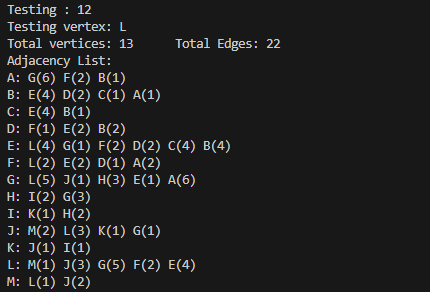 Testing : 12
Testing vertex: L
Total vertices: 13      Total Edges: 22
Adjacency List:
A: G(6) F(2) B(1)
B: E(4) D(2) C(1) A(1)
C: E(4) B(1)
D: F(1) E(2) B(2)
E: L(4) G(1) F(2) D(2) C(4) B(4)
F: L(2) E(2) D(1) A(2)
G: L(5) J(1) H(3) E(1) A(6)
H: I(2) G(3)
I: K(1) H(2)
J: M(2) L(3) K(1) G(1)
K: J(1) I(1)
L: M(1) J(3) G(5) F(2) E(4)
M: L(1) J(2)